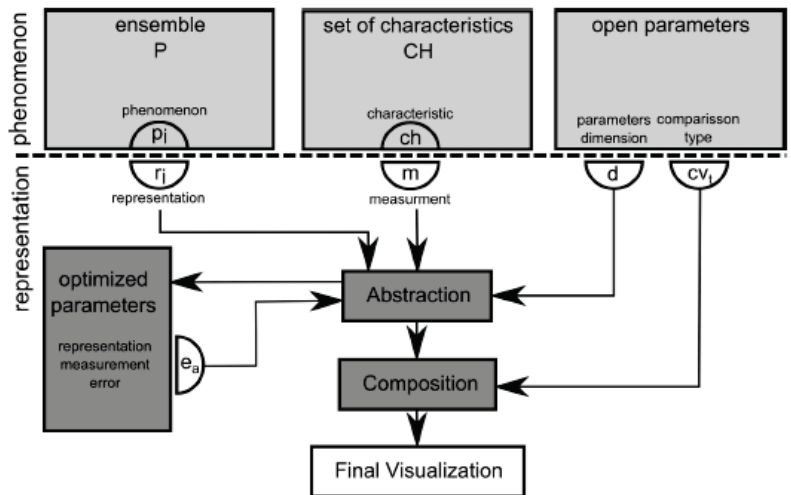 phenomenon
ensemble
P
phenomenon
pi
set of characteristics
CH
characteristic
ch
open parameters
parameters
dimension
comparisson
type
representation
ri
representation
m
measurment
d
cvt
optimized
parameters
representation
measurement
error
ea
Abstraction
Composition
Final Visualization